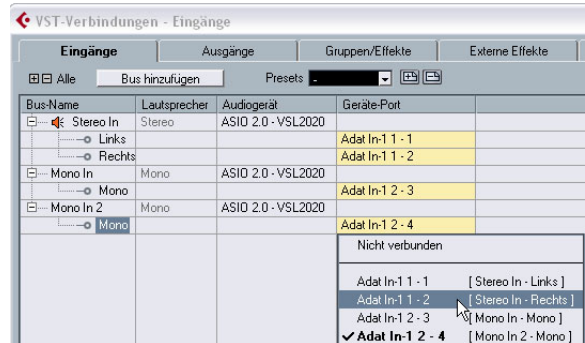 VST-Verbindungen - Eingänge
Eingänge Ausgänge Gruppen/Effekte Externe Effekte
Alle Bus hinzufügen Presets -
Bus-Name Lautsprecher Audiogerät Geräte-Port
Stereo In Stereo ASIO 2.0 - VSL2020
Links Adat In-1 1 - 1
Rechts Adat In-1 1 - 2
Mono In Mono ASIO 2.0 - VSL2020
Mono Adat In-1 2 - 3
Mono In 2 Mono ASIO 2.0 - VSL2020
Mono Adat In-1 2 - 4
Nicht verbunden
Adat In-1 1 - 1 [ Stereo In - Links ]
Adat In-1 1 - 2 [ Stereo In - Rechts ]
Adat In-1 2 - 3 [ Mono In - Mono ]
Adat In-1 2 - 4 [ Mono In 2 - Mono ]